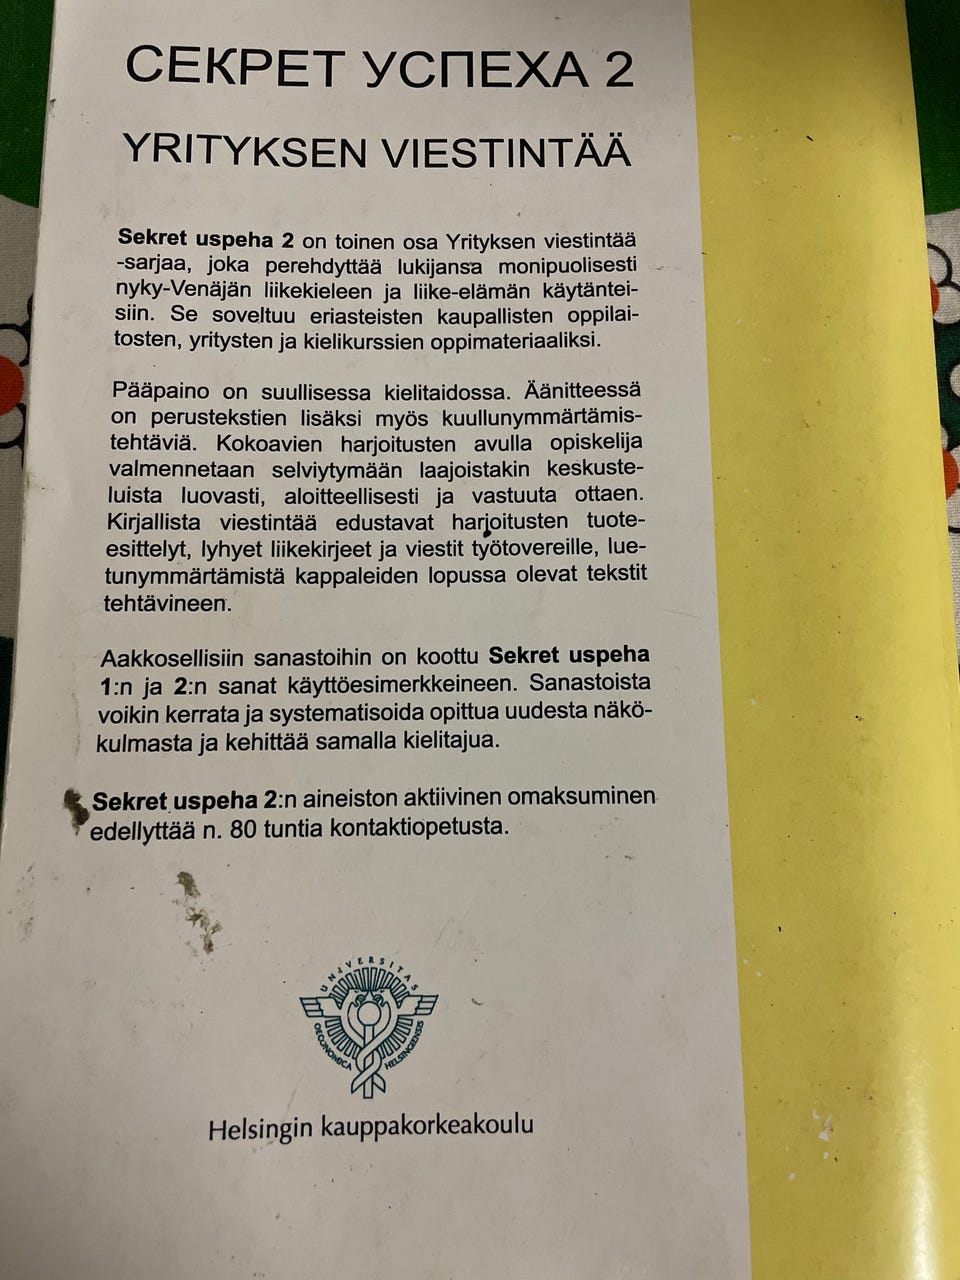 СЕКРЕТ УСПЕХА 2
YRITYKSEN VIESTINTÄÄ
Sekret uspeha 2 on toinen osa Yrityksen viestintää
-sarjaa, joka perehdyttää lukijansa monipuolisesti
nyky-Venäjän liikekieleen ja liike-elämän käytäntei-
siin. Se soveltuu eriasteisten kaupallisten oppilai-
tosten, yritysten ja kielikurssien oppimateriaaliksi.
Pääpaino on suullisessa kielitaidossa. Äänitteessä
on perustekstien lisäksi myös kuullunymmärtämis-
tehtäviä. Kokoavien harjoitusten avulla opiskelija
valmennetaan selviytymään laajoistakin keskuste-
luista luovasti, aloitteellisesti ja vastuuta ottaen.
Kirjallista viestintää edustavat harjoitusten tuote-
esittelyt, lyhyet liikekirjeet ja viestit työtovereille, lue-
tunymmärtämistä kappaleiden lopussa olevat tekstit
tehtävineen.
Aakkosellisiin sanastoihin on koottu Sekret uspeha
1:n ja 2:n sanat käyttöesimerkkeineen. Sanastoista
voikin kerrata ja systematisoida opittua uudesta näkö-
kulmasta ja kehittää samalla kielitajua.
Sekret uspeha 2:n aineiston aktiivinen omaksuminen
edellyttää n. 80 tuntia kontaktiopetusta.
UNIVERSITAS
OECONOMICA HELSINGIENSIS
Helsingin kauppakorkeakoulu